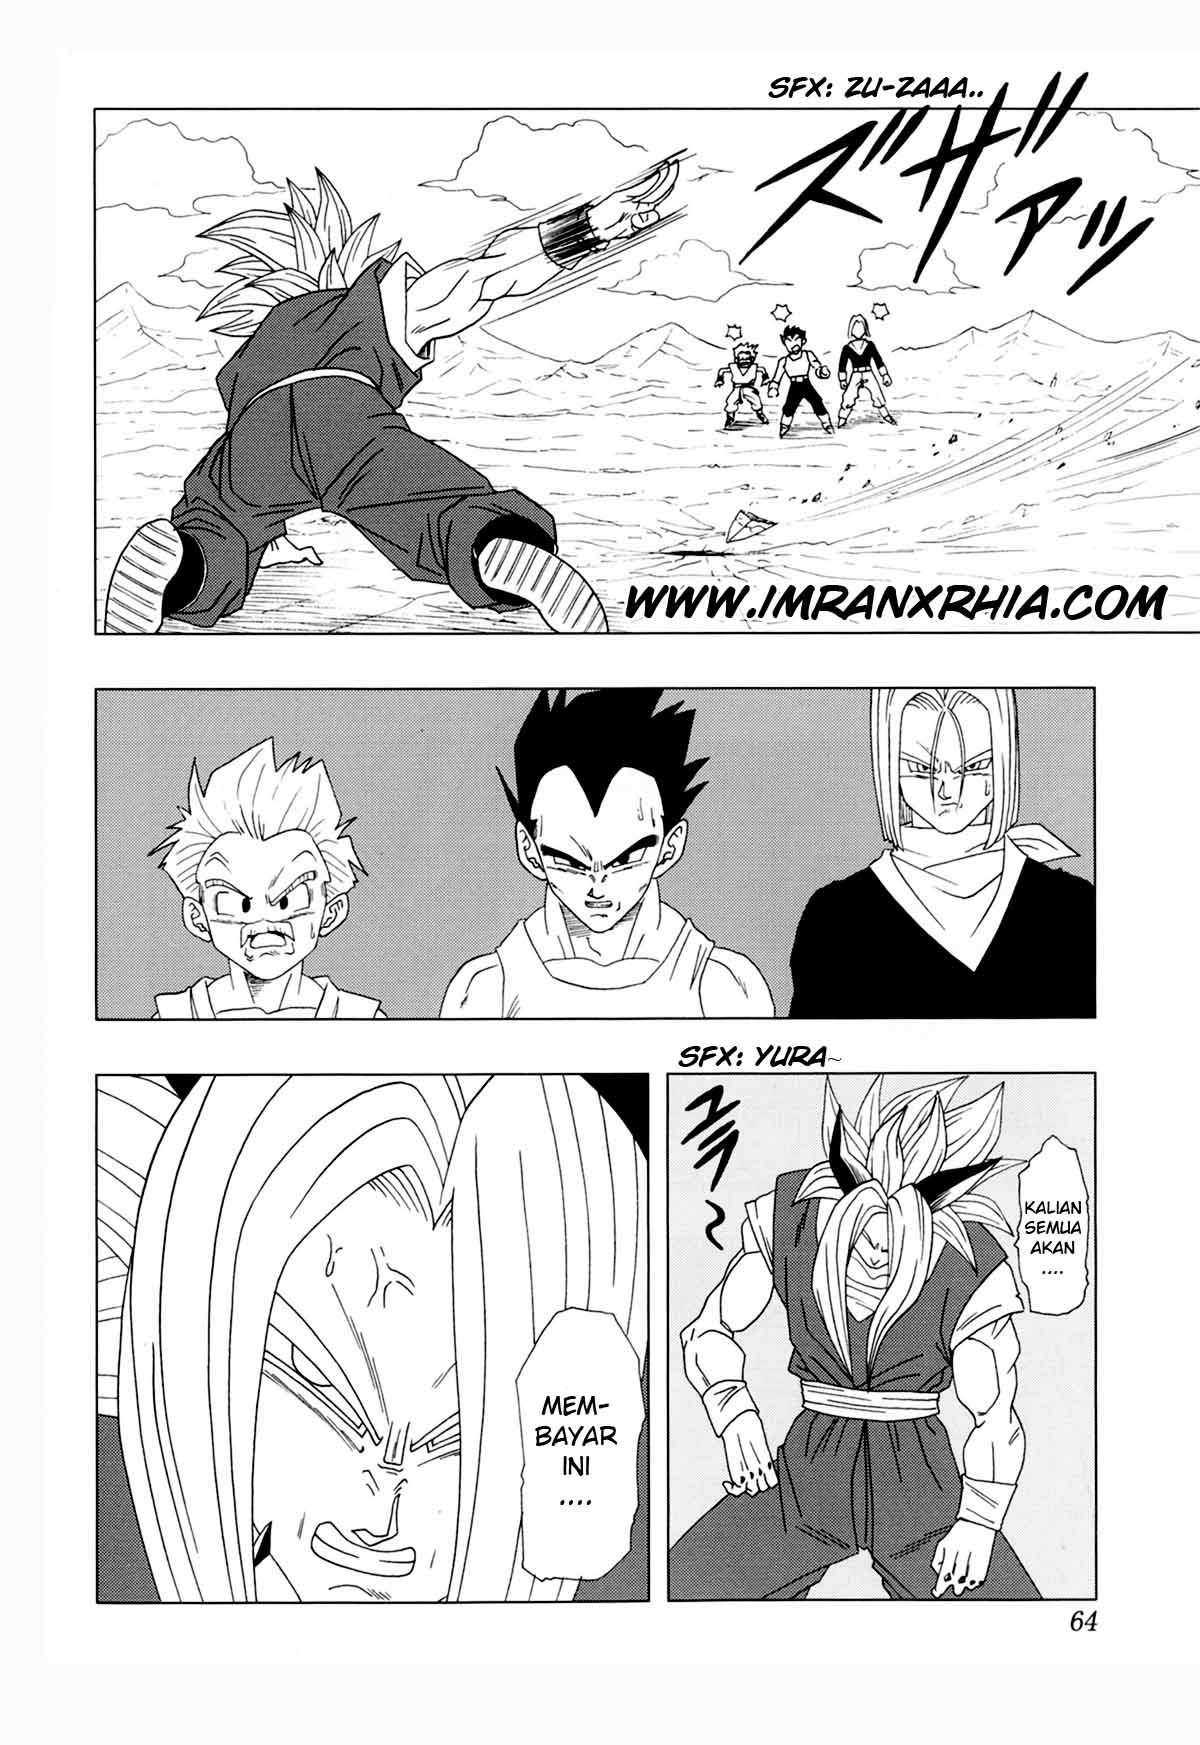 SFX: ZU-ZAAA..
ズザアッ
WWW.IMRANXRHIA.COM
SFX: YURA~
ユラ〜
KALIAN
SEMUA
AKAN
....
MEM-
BAYAR
INI
....
64